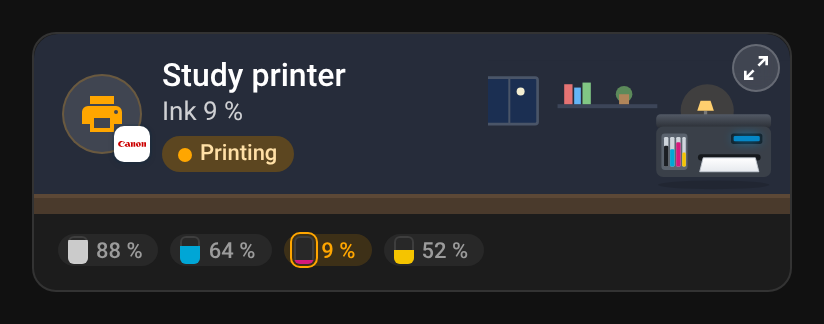 Study printer
Ink 9 %
Canon
Printing
88 %
64 %
9 %
52 %